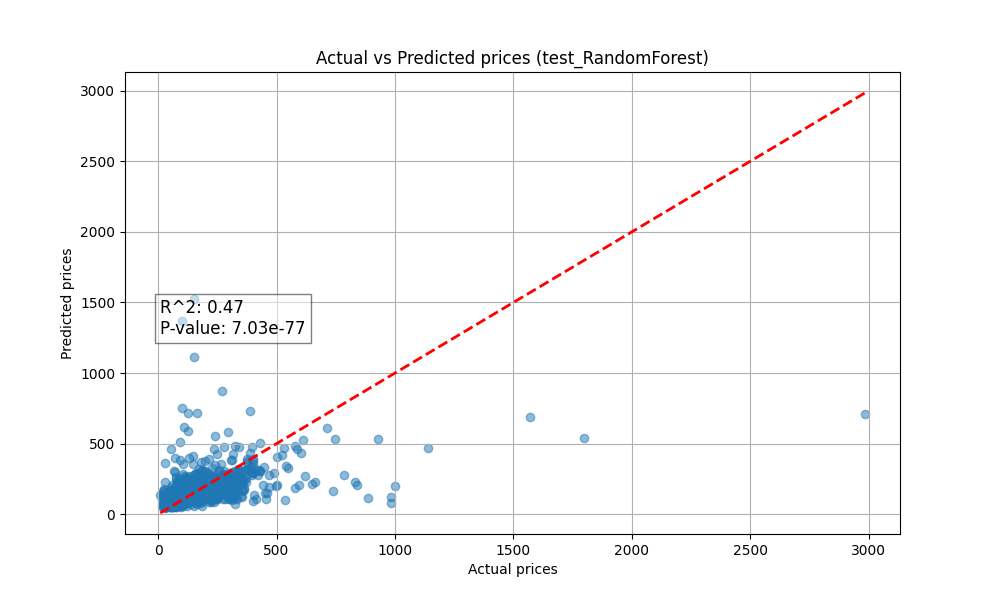 Actual vs Predicted prices (test_RandomForest)
3000
2500
2000
1500
1000
500
0
Predicted prices
R^2: 0.47
P-value: 7.03e-77
0
500
1000
1500
2000
2500
3000
Actual prices